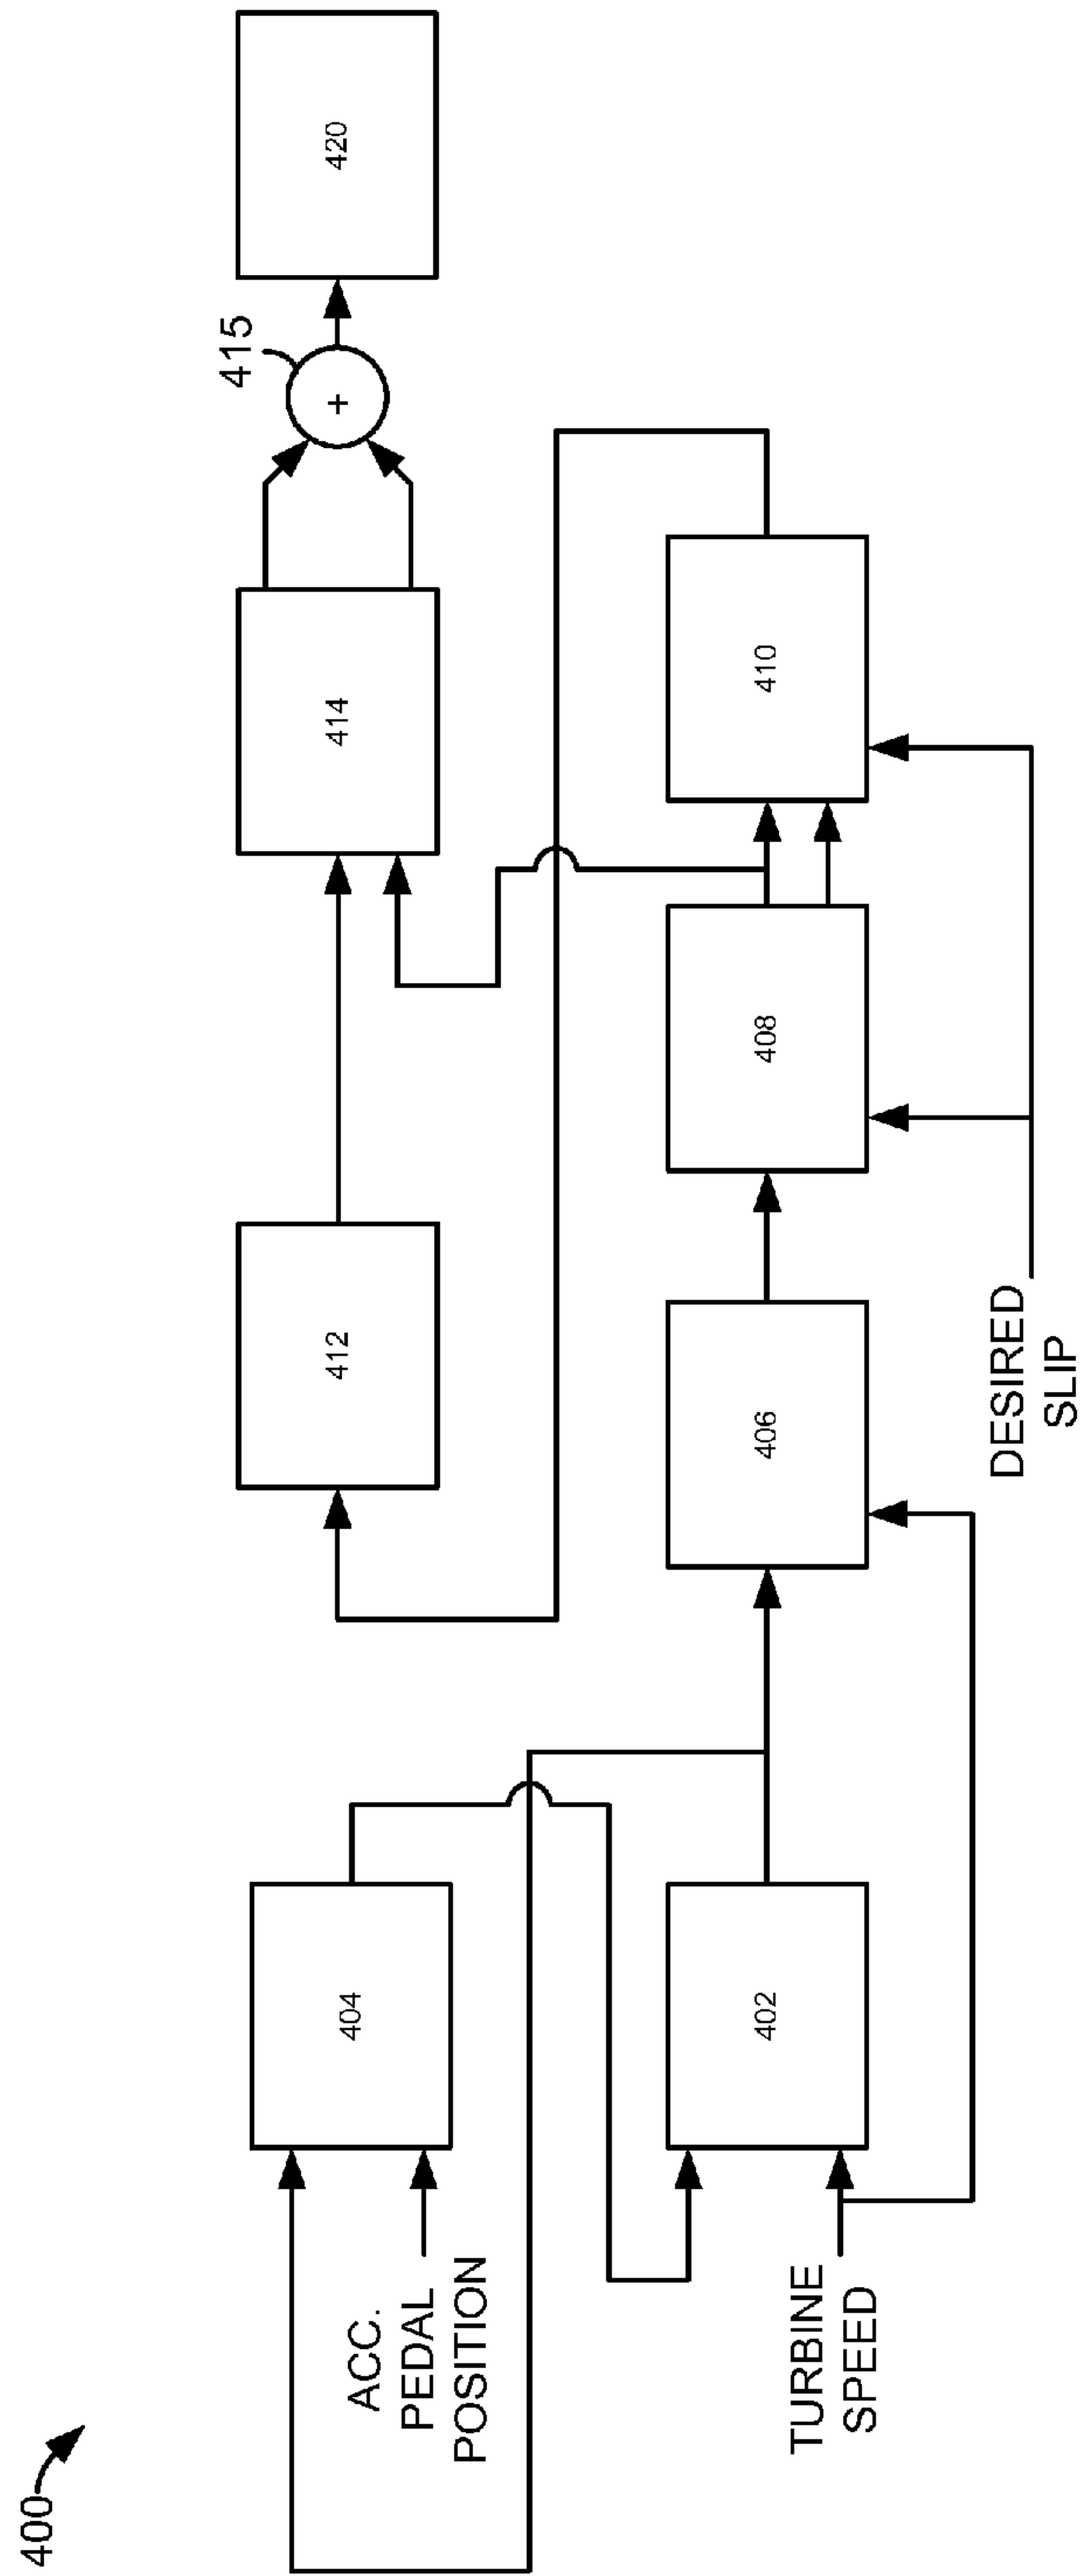 400
ACC.
PEDAL
POSITION
404
412
414
415
+
420
TURBINE
SPEED
402
406
408
410
DESIRED
SLIP